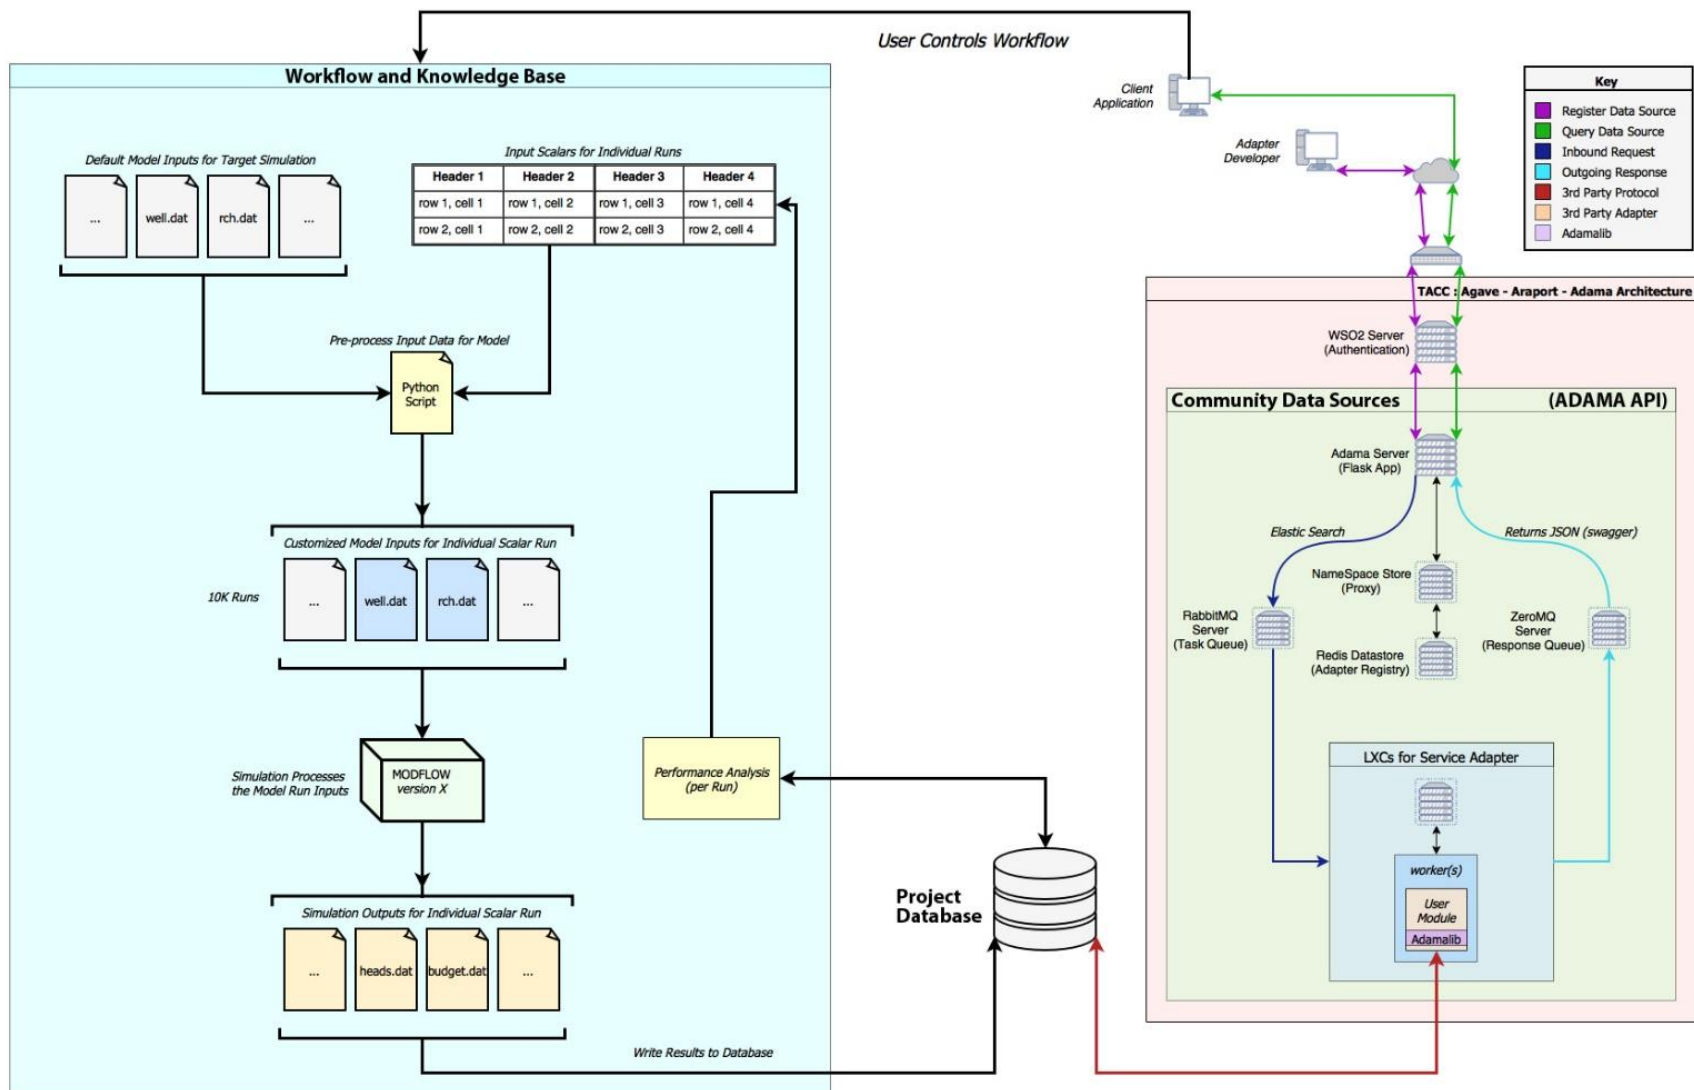 User Controls Workflow
Workflow and Knowledge Base
Default Model Inputs for Target Simulation
...
well.dat
rch.dat
...
Input Scalars for Individual Runs
Header 1 Header 2 Header 3 Header 4
row 1, cell 1 row 1, cell 2 row 1, cell 3 row 1, cell 4
row 2, cell 1 row 2, cell 2 row 2, cell 3 row 2, cell 4
Pre-process Input Data for Model
Python
Script
Customized Model Inputs for Individual Scalar Run
10K Runs
...
well.dat
rch.dat
...
Simulation Processes
the Model Run Inputs
MODFLOW
version X
Performance Analysis
(per Run)
Simulation Outputs for Individual Scalar Run
...
heads.dat
budget.dat
...
Write Results to Database
Project
Database
Client
Application
Adapter
Developer
Key
Register Data Source
Query Data Source
Inbound Request
Outgoing Response
3rd Party Protocol
3rd Party Adapter
Adamalib
TACC : Agave - Araport - Adama Architecture
WSO2 Server
(Authentication)
Community Data Sources (ADAMA API)
Adama Server
(Flask App)
Elastic Search
Returns JSON (swagger)
NameSpace Store
(Proxy)
RabbitMQ
Server
(Task Queue)
Redis Datastore
(Adapter Registry)
ZeroMQ
Server
(Response Queue)
LXCs for Service Adapter
worker(s)
User
Module
Adamalib